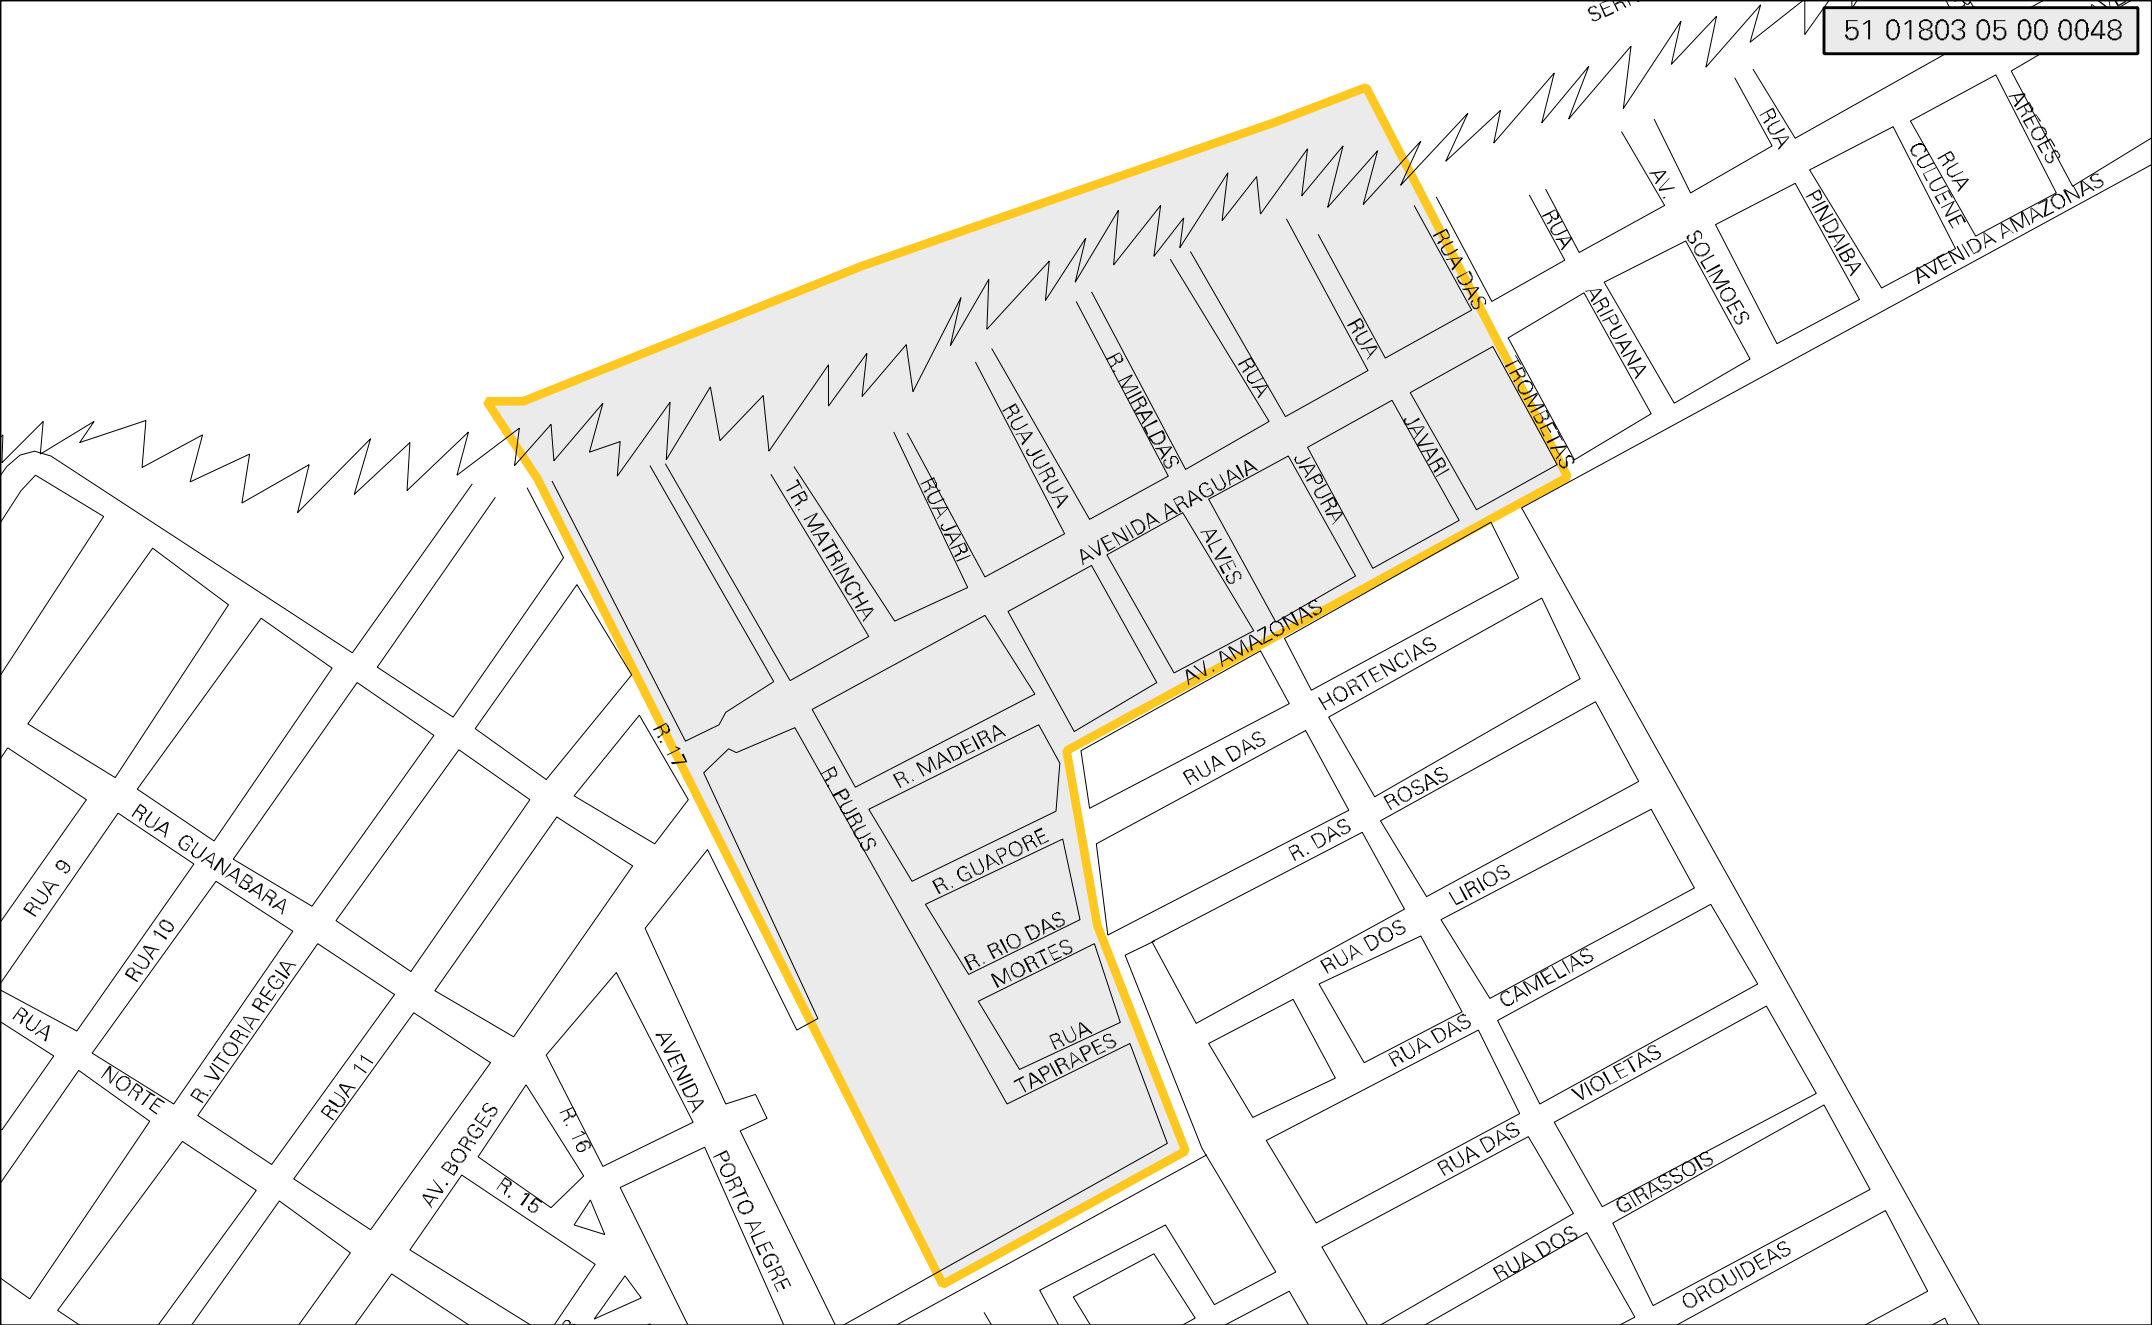 SERR
51 01803 05 00 0048
RUA
AREOES
RUA
CULUENE
AV.
PINDAIBA
AVENIDA AMAZONAS
RUA
SOLIMOES
ARIPUANA
RUA DAS
TROMBETAS
RUA
JAVARI
RUA
JAPURA
R. MIRALDAS
ALVES
AVENIDA ARAGUAIA
RUA JURUA
RUA JARI
TR. MATRINCHA
AV. AMAZONAS
R. 17
R. MADEIRA
R. PURUS
R. GUAPORE
R. RIO DAS
MORTES
RUA
TAPIRAPES
HORTENCIAS
RUA DAS
ROSAS
R. DAS
LIRIOS
RUA DOS
CAMELIAS
RUA DAS
VIOLETAS
RUA DAS
GIRASSOIS
RUA DOS
ORQUIDEAS
RUA GUANABARA
RUA 9
RUA 10
R. VITORIA REGIA
RUA 11
RUA
NORTE
AV. BORGES
R. 16
R. 15
AVENIDA
PORTO ALEGRE